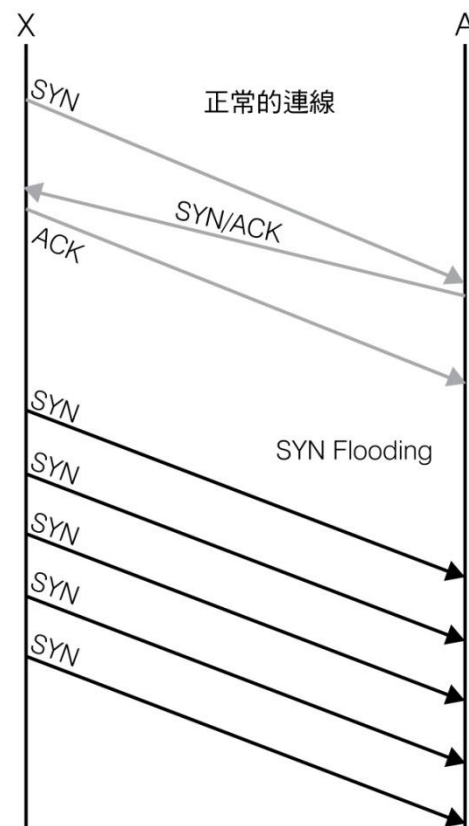 X
A
SYN
正常的連線
SYN/ACK
ACK
SYN
SYN Flooding
SYN
SYN
SYN
SYN